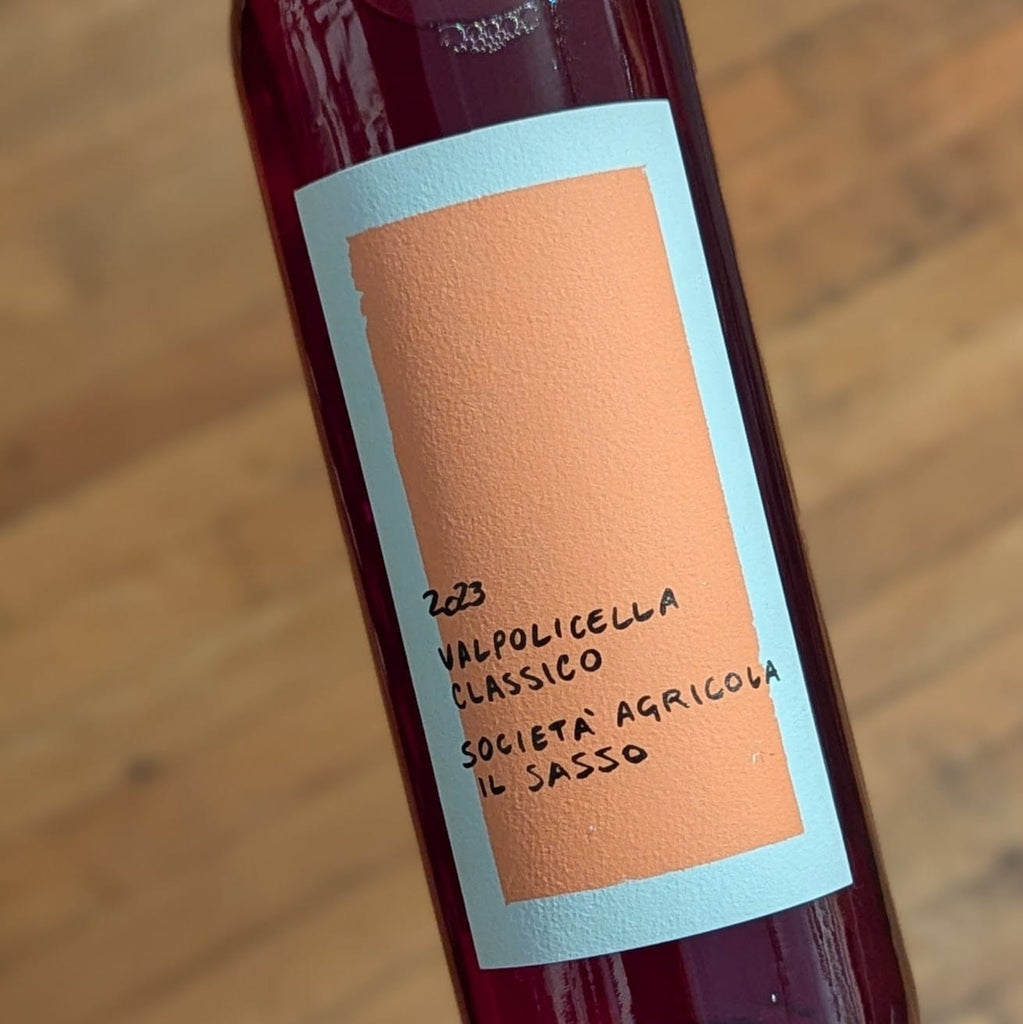 2023
VALPOLICELLA
CLASSICO
SOCIETÀ AGRICOLA
IL SASSO